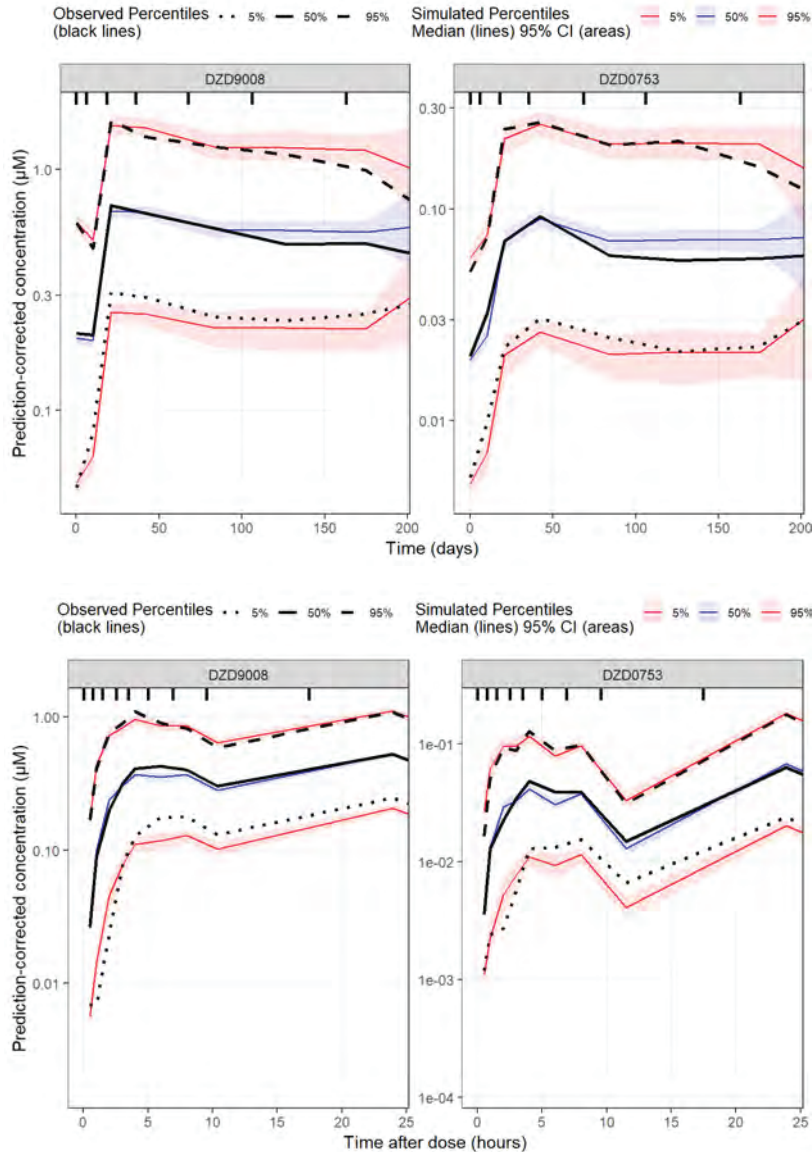 Observed Percentiles
(black lines)
5% 50% 95%
Simulated Percentiles
Median (lines) 95% CI (areas)
5% 50% 95%
DZD9008
DZD0753
Prediction-corrected concentration (µM)
1.0
0.3
0.1
0.30
0.10
0.03
0.01
0 50 100 150 200
0 50 100 150 200
Time (days)
Observed Percentiles
(black lines)
5% 50% 95%
Simulated Percentiles
Median (lines) 95% CI (areas)
5% 50% 95%
DZD9008
DZD0753
Prediction-corrected concentration (µM)
1.00
0.10
0.01
1e-01
1e-02
1e-03
1e-04
0 5 10 15 20 25
0 5 10 15 20 25
Time after dose (hours)